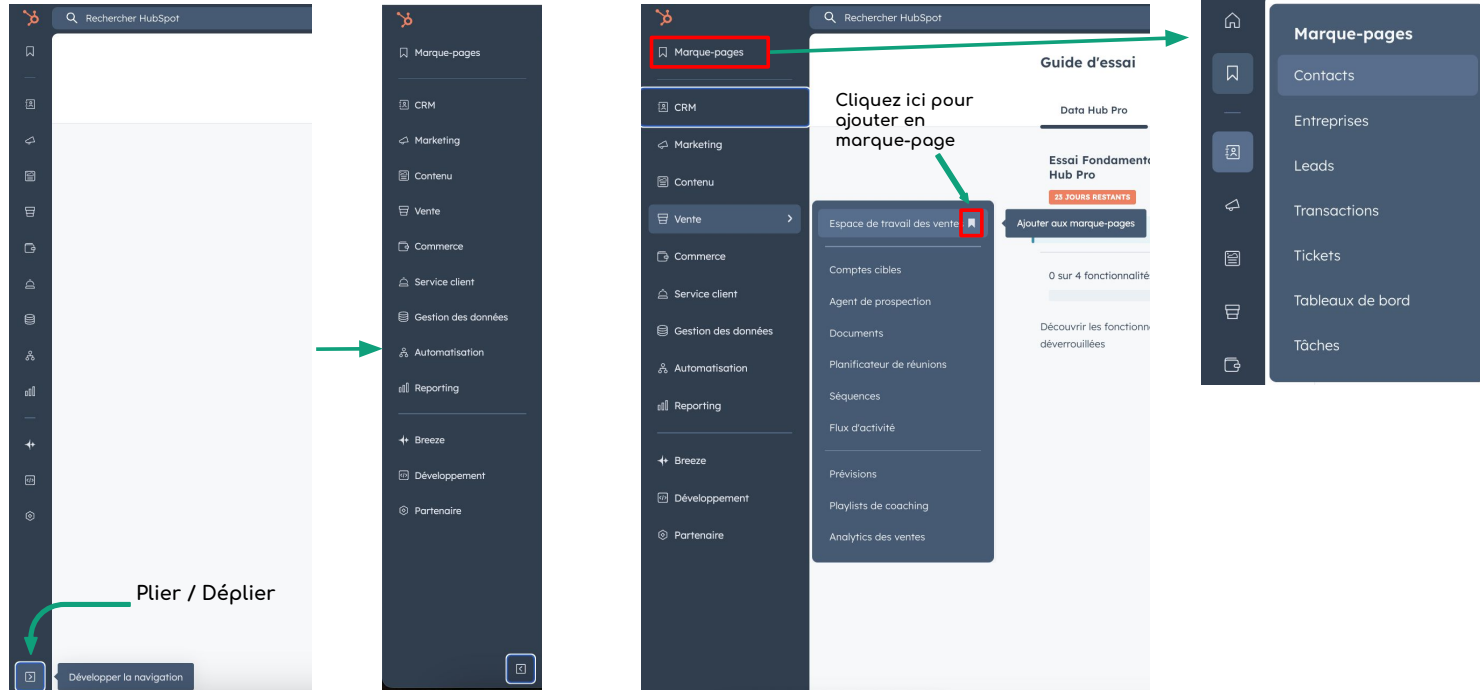 Rechercher HubSpot
Plier / Déplier
Développer la navigation
Marque-pages
CRM
Marketing
Contenu
Vente
Commerce
Service client
Gestion des données
Automatisation
Reporting
Breeze
Développement
Partenaire
Rechercher HubSpot
Marque-pages
CRM
Marketing
Contenu
Vente
Commerce
Service client
Gestion des données
Automatisation
Reporting
Breeze
Développement
Partenaire
Guide d'essai
Cliquez ici pour
ajouter en
marque-page
Data Hub Pro
Essai Fondament
Hub Pro
23 JOURS RESTANTS
Espace de travail des vente
Ajouter aux marque-pages
Comptes cibles
Agent de prospection
Documents
Planificateur de réunions
Séquences
Flux d'activité
Prévisions
Playlists de coaching
Analytics des ventes
0 sur 4 fonctionnalité
Découvrir les fonctionn
déverrouillées
Marque-pages
Contacts
Entreprises
Leads
Transactions
Tickets
Tableaux de bord
Tâches